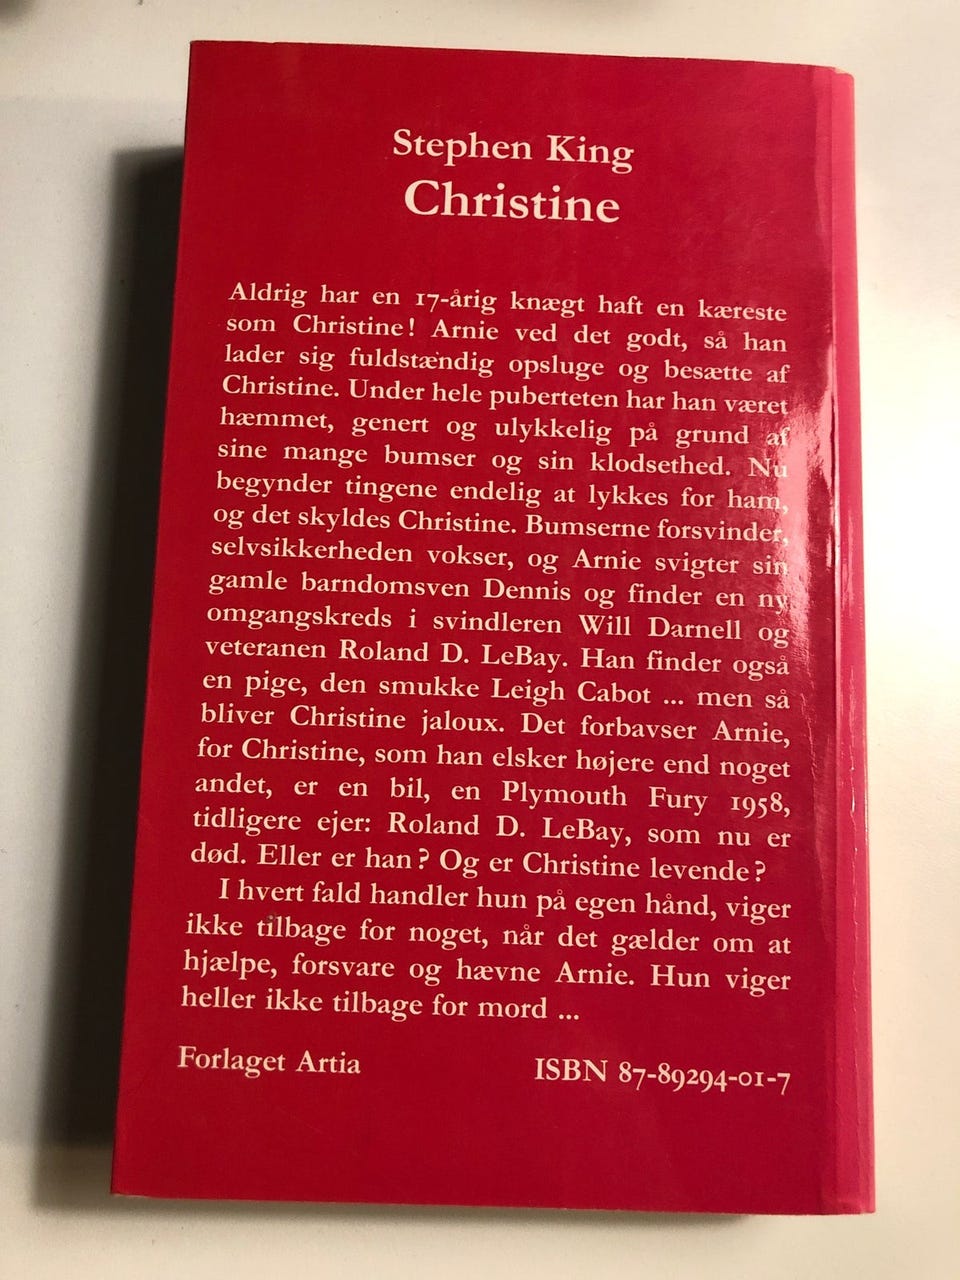 Stephen King
Christine
Aldrig har en 17-årig knægt haft en kæreste
som Christine! Arnie ved det godt, så han
lader sig fuldstændig opsluge og besætte af
Christine. Under hele puberteten har han været
hæmmet, genert og ulykkelig på grund af
sine mange bumser og sin klodsethed. Nu
begynder tingene endelig at lykkes for ham,
og det skyldes Christine. Bumserne forsvinder,
selvsikkerheden vokser, og Arnie svigter sin
gamle barndomsven Dennis og finder en ny
omgangskreds i svindleren Will Darnell og
veteranen Roland D. LeBay. Han finder også
en pige, den smukke Leigh Cabot ... men så
bliver Christine jaloux. Det forbavser Arnie,
for Christine, som han elsker højere end noget
andet, er en bil, en Plymouth Fury 1958,
tidligere ejer: Roland D. LeBay, som nu er
død. Eller er han? Og er Christine levende?
I hvert fald handler hun på egen hånd, viger
ikke tilbage for noget, når det gælder om at
hjælpe, forsvare og hævne Arnie. Hun viger
heller ikke tilbage for mord ...
Forlaget Artia ISBN 87-89294-01-7